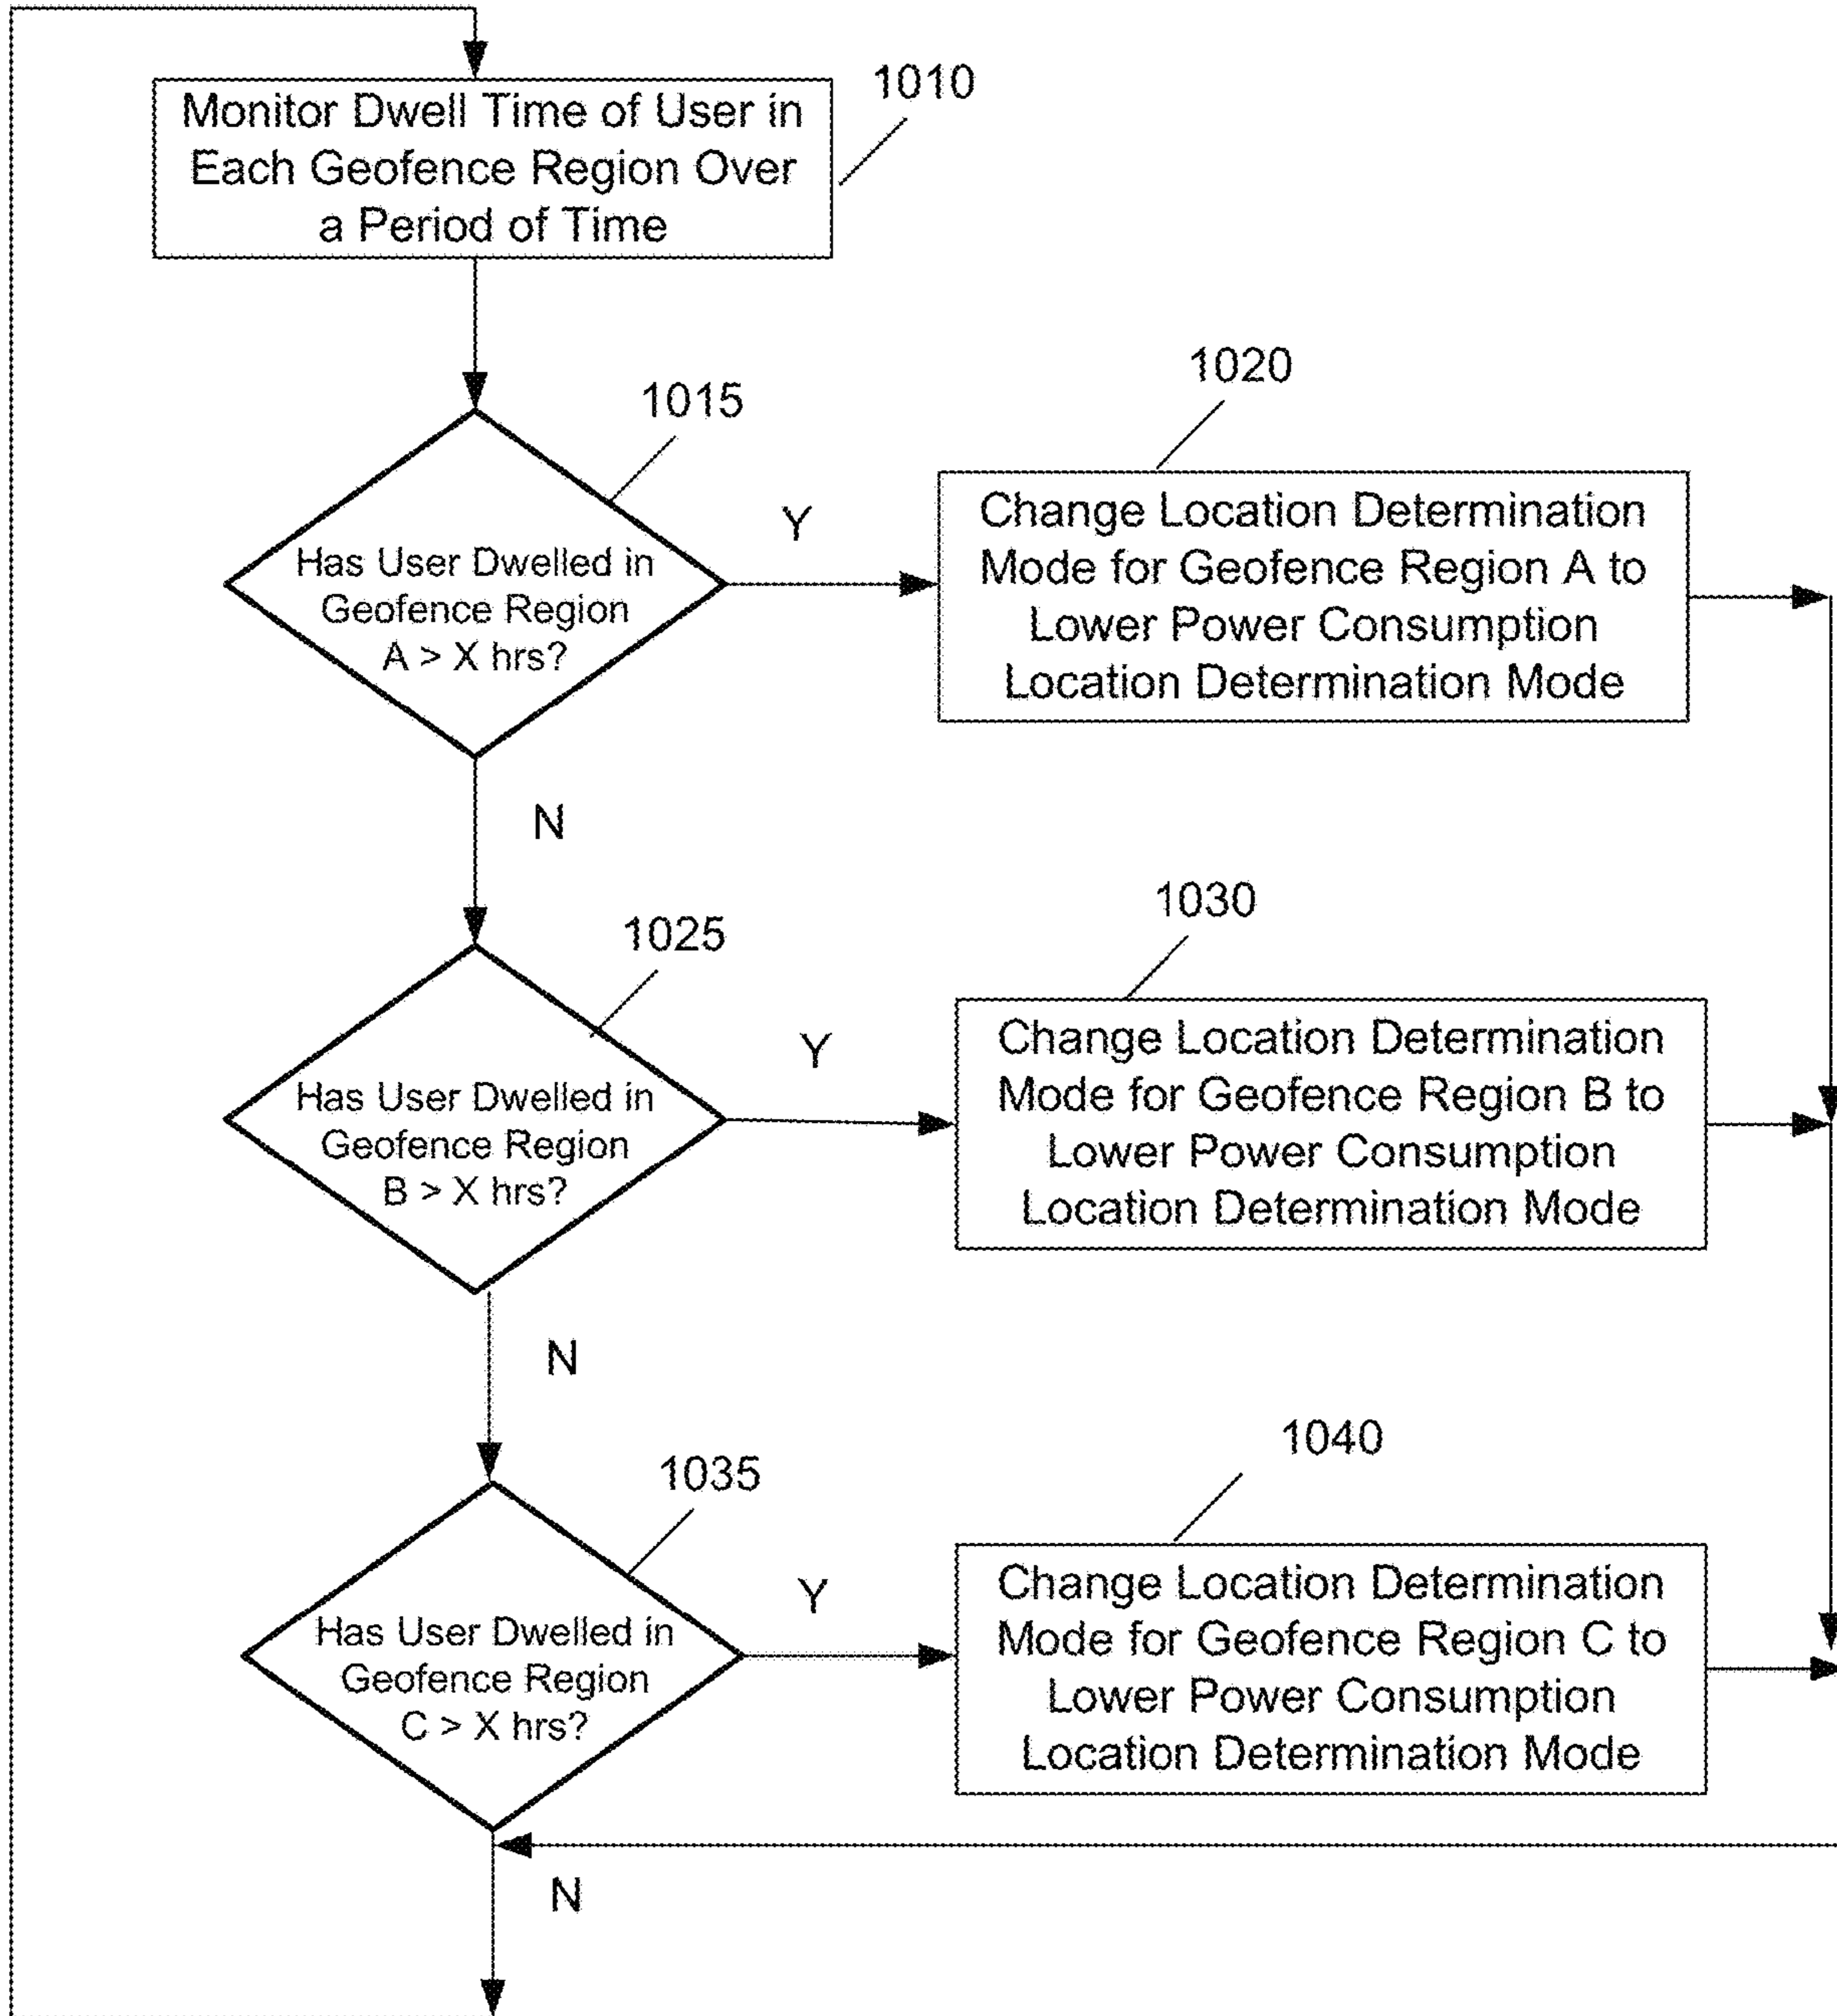 1010
Monitor Dwell Time of User in
Each Geofence Region Over
a Period of Time
1015
Has User Dwelled in
Geofence Region
A > X hrs?
Y
N
1020
Change Location Determination
Mode for Geofence Region A to
Lower Power Consumption
Location Determination Mode
1025
Has User Dwelled in
Geofence Region
B > X hrs?
Y
N
1030
Change Location Determination
Mode for Geofence Region B to
Lower Power Consumption
Location Determination Mode
1035
Has User Dwelled in
Geofence Region
C > X hrs?
Y
N
1040
Change Location Determination
Mode for Geofence Region C to
Lower Power Consumption
Location Determination Mode